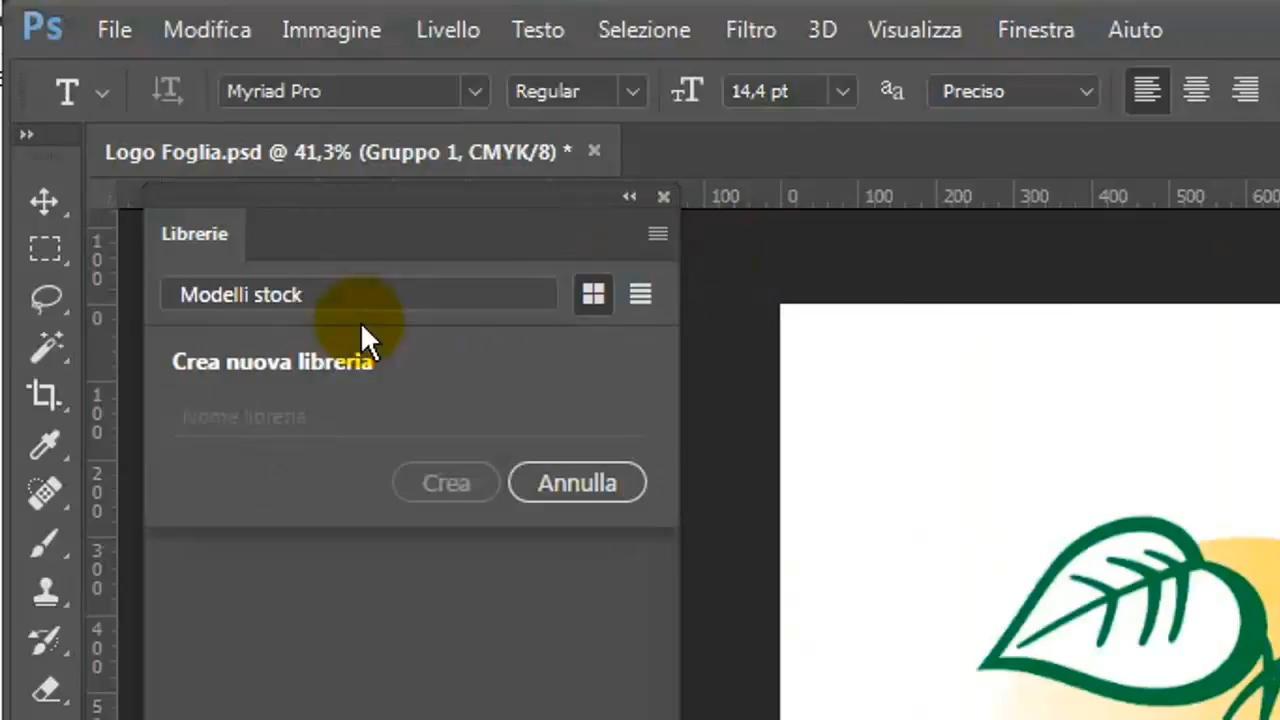 Ps File Modifica Immagine Livello Testo Selezione Filtro 3D Visualizza Finestra Aiuto
T T Myriad Pro Regular TT 14,4 pt aa Preciso
Logo Foglia.psd @ 41,3% (Gruppo 1, CMYK/8) *
100 0 100 200 300 400 500 600
Librerie
Modelli stock
Crea nuova libreria
Nome libreria
Crea Annulla
100
0
100
200
300
400
5